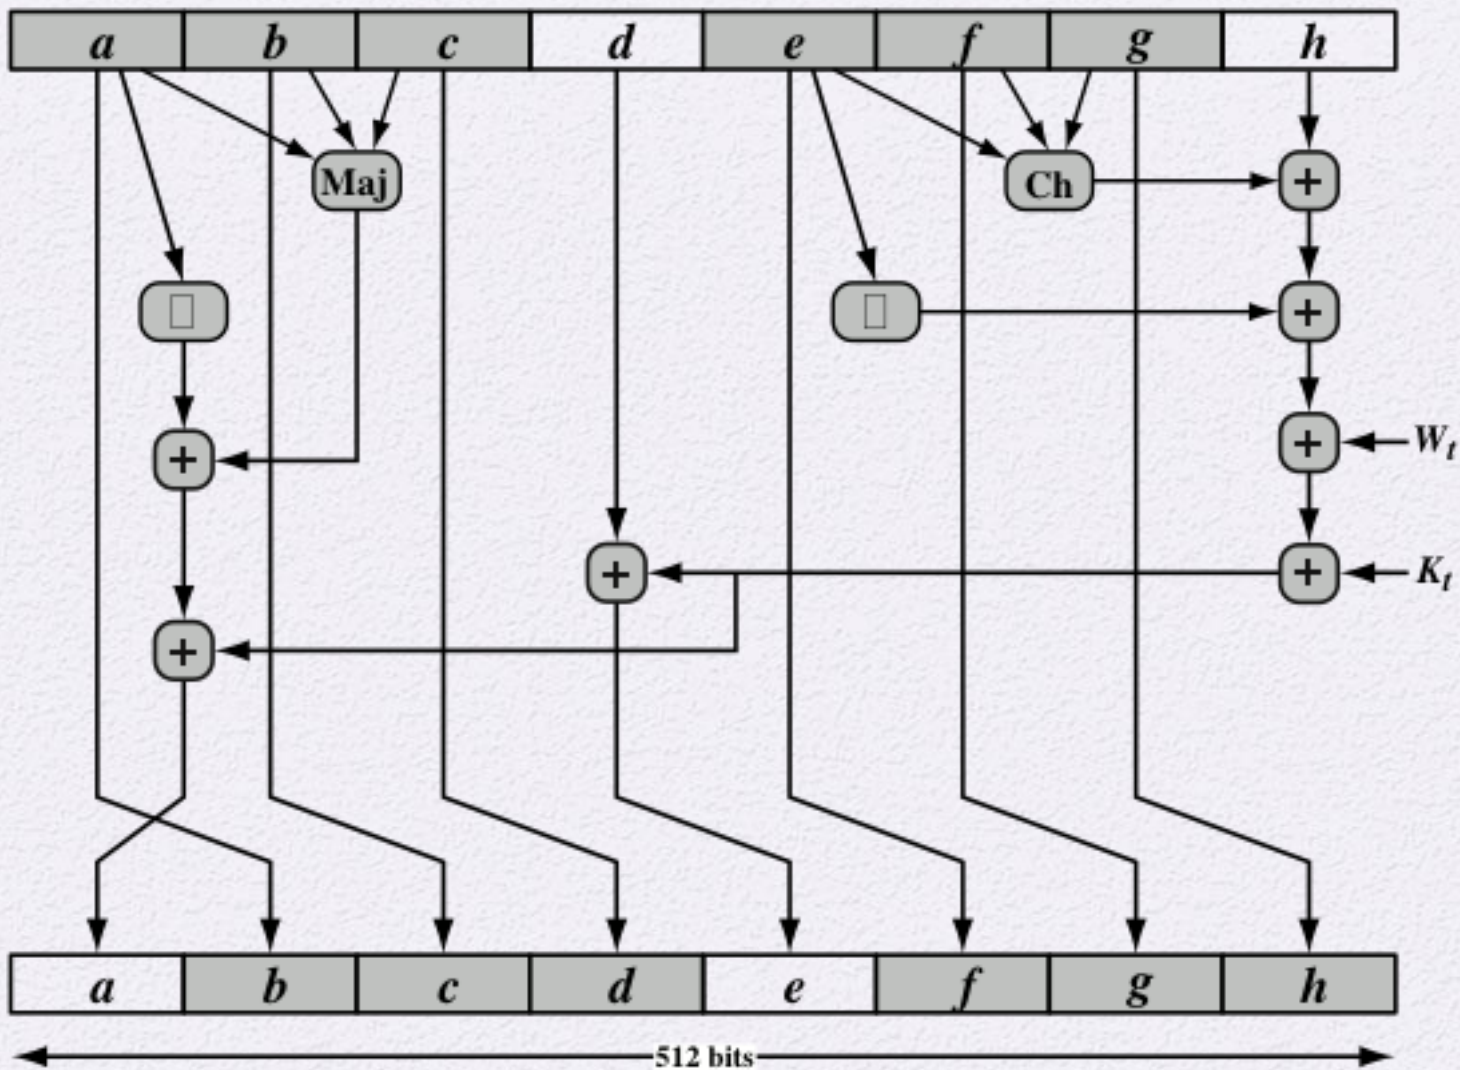 a b c d e f g h
Maj Ch +
▯ ▯ +
+ + W_t
+ + K_t
+
a b c d e f g h
512 bits